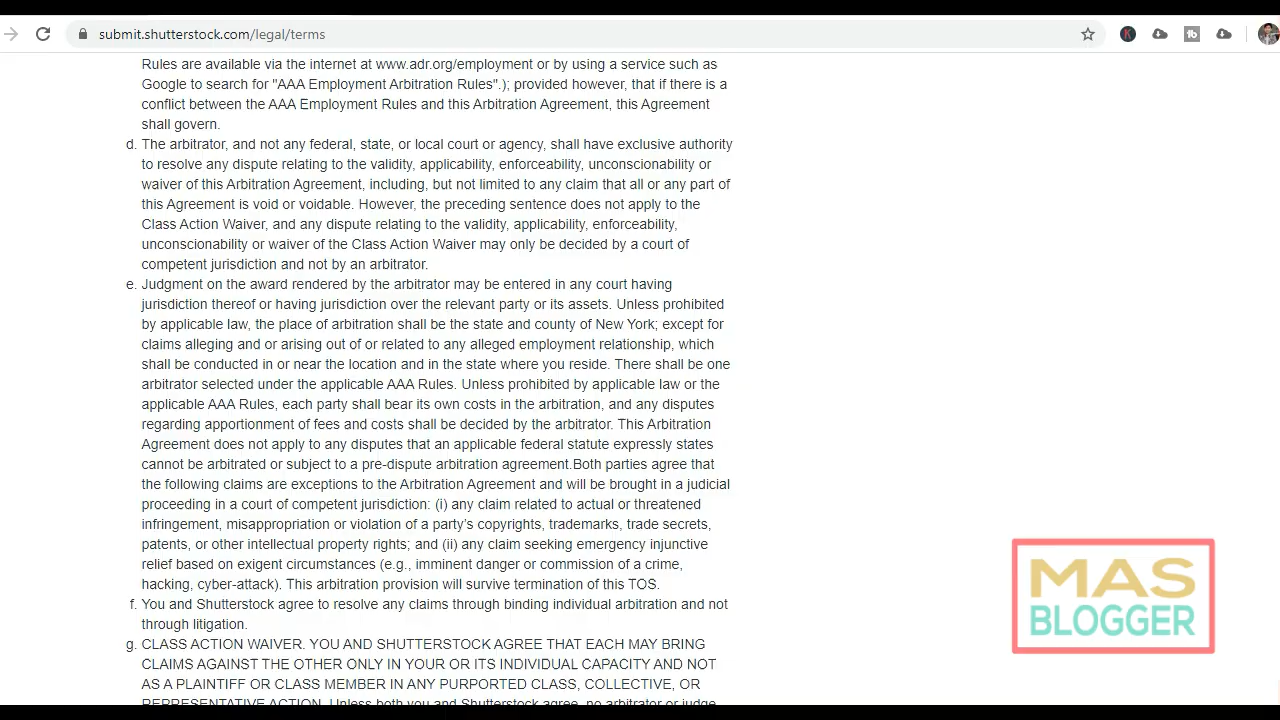 submit.shutterstock.com/legal/terms
Rules are available via the internet at www.adr.org/employment or by using a service such as
Google to search for "AAA Employment Arbitration Rules".); provided however, that if there is a
conflict between the AAA Employment Rules and this Arbitration Agreement, this Agreement
shall govern.
d. The arbitrator, and not any federal, state, or local court or agency, shall have exclusive authority
to resolve any dispute relating to the validity, applicability, enforceability, unconscionability or
waiver of this Arbitration Agreement, including, but not limited to any claim that all or any part of
this Agreement is void or voidable. However, the preceding sentence does not apply to the
Class Action Waiver, and any dispute relating to the validity, applicability, enforceability,
unconscionability or waiver of the Class Action Waiver may only be decided by a court of
competent jurisdiction and not by an arbitrator.
e. Judgment on the award rendered by the arbitrator may be entered in any court having
jurisdiction thereof or having jurisdiction over the relevant party or its assets. Unless prohibited
by applicable law, the place of arbitration shall be the state and county of New York; except for
claims alleging and or arising out of or related to any alleged employment relationship, which
shall be conducted in or near the location and in the state where you reside. There shall be one
arbitrator selected under the applicable AAA Rules. Unless prohibited by applicable law or the
applicable AAA Rules, each party shall bear its own costs in the arbitration, and any disputes
regarding apportionment of fees and costs shall be decided by the arbitrator. This Arbitration
Agreement does not apply to any disputes that an applicable federal statute expressly states
cannot be arbitrated or subject to a pre-dispute arbitration agreement.Both parties agree that
the following claims are exceptions to the Arbitration Agreement and will be brought in a judicial
proceeding in a court of competent jurisdiction: (i) any claim related to actual or threatened
infringement, misappropriation or violation of a party's copyrights, trademarks, trade secrets,
patents, or other intellectual property rights; and (ii) any claim seeking emergency injunctive
relief based on exigent circumstances (e.g., imminent danger or commission of a crime,
hacking, cyber-attack). This arbitration provision will survive termination of this TOS.
f. You and Shutterstock agree to resolve any claims through binding individual arbitration and not
through litigation.
g. CLASS ACTION WAIVER. YOU AND SHUTTERSTOCK AGREE THAT EACH MAY BRING
CLAIMS AGAINST THE OTHER ONLY IN YOUR OR ITS INDIVIDUAL CAPACITY AND NOT
AS A PLAINTIFF OR CLASS MEMBER IN ANY PURPORTED CLASS, COLLECTIVE, OR
REPRESENTATIVE ACTION. Unless both you and Shutterstock agree, no arbitrator or judge
K
tb
MAS
BLOGGER